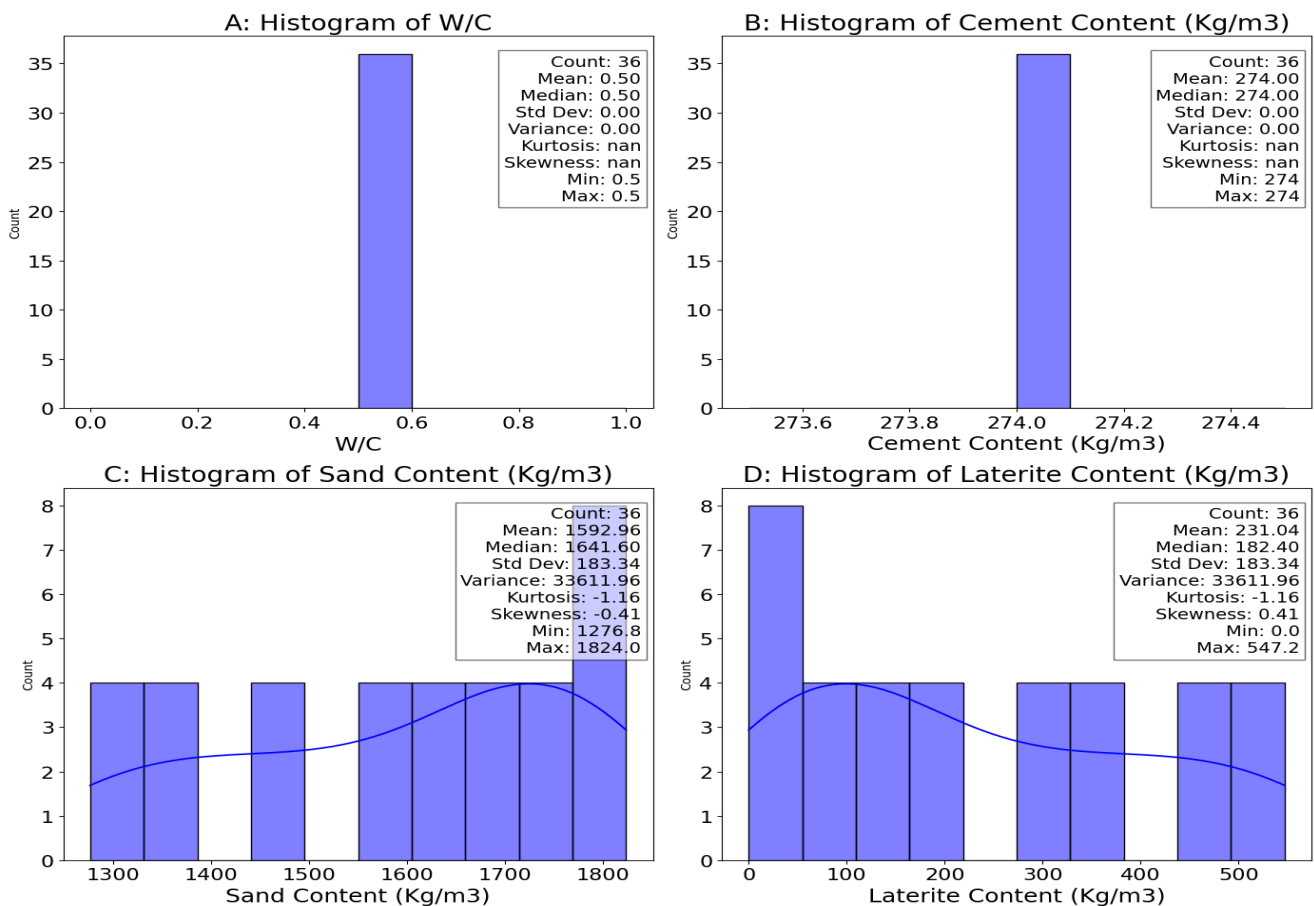 A: Histogram of W/C
Count: 36
Mean: 0.50
Median: 0.50
Std Dev: 0.00
Variance: 0.00
Kurtosis: nan
Skewness: nan
Min: 0.5
Max: 0.5
35
30
25
20
15
10
5
0
Count
0.0 0.2 0.4 0.6 0.8 1.0
W/C
B: Histogram of Cement Content (Kg/m3)
Count: 36
Mean: 274.00
Median: 274.00
Std Dev: 0.00
Variance: 0.00
Kurtosis: nan
Skewness: nan
Min: 274
Max: 274
35
30
25
20
15
10
5
0
Count
273.6 273.8 274.0 274.2 274.4
Cement Content (Kg/m3)
C: Histogram of Sand Content (Kg/m3)
Count: 36
Mean: 1592.96
Median: 1641.60
Std Dev: 183.34
Variance: 33611.96
Kurtosis: -1.16
Skewness: -0.41
Min: 1276.8
Max: 1824.0
8
7
6
5
4
3
2
1
0
Count
1300 1400 1500 1600 1700 1800
Sand Content (Kg/m3)
D: Histogram of Laterite Content (Kg/m3)
Count: 36
Mean: 231.04
Median: 182.40
Std Dev: 183.34
Variance: 33611.96
Kurtosis: -1.16
Skewness: 0.41
Min: 0.0
Max: 547.2
8
7
6
5
4
3
2
1
0
Count
0 100 200 300 400 500
Laterite Content (Kg/m3)